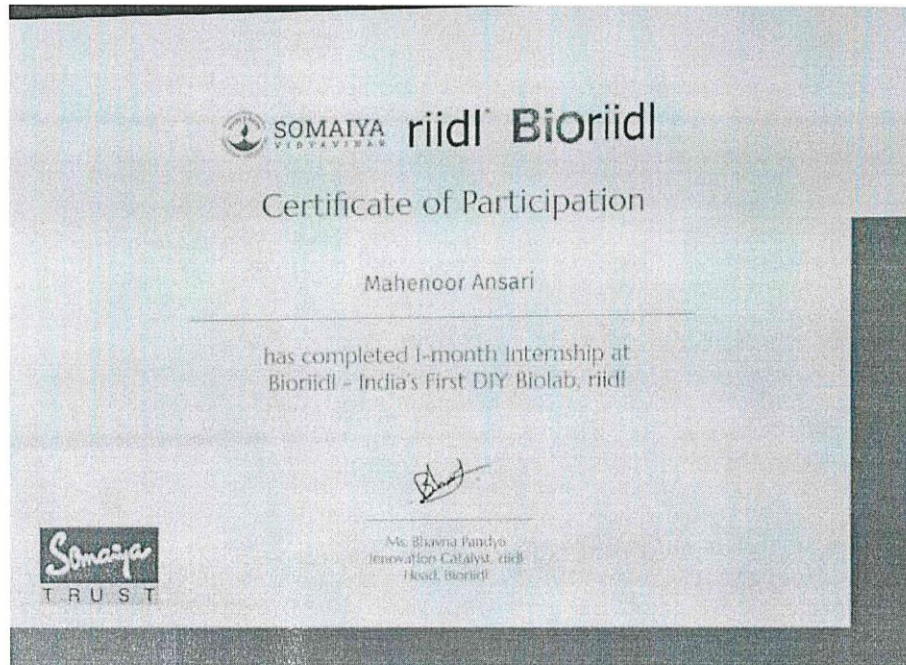 SOMAIYA riidl Bioriidl
VIDYAVIHAR
Certificate of Participation
Mahenoor Ansari
has completed 1-month Internship at
Bioriidl - India's First DIY Biolab, riidl
Ms. Bhavna Pandya
Innovation Catalyst, riidl
Head, Bioriidl
Somaiya
TRUST